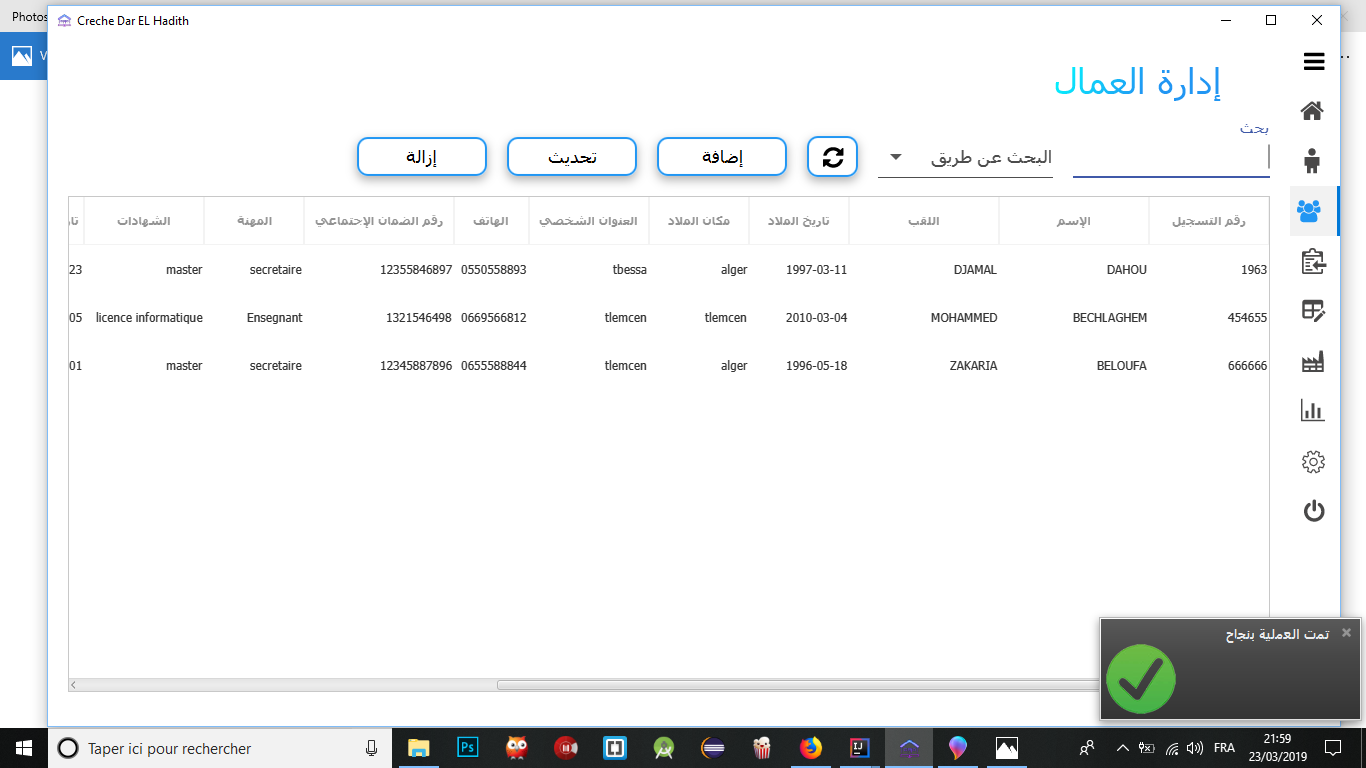 Photos
Creche Dar EL Hadith
إدارة العمال
بحث
البحث عن طريق
إضافة
تحديث
إزالة
رقم التسجيل الإسم اللقب تاريخ الملاد مكان الملاد العنوان الشخصي الهاتف رقم الضمان الإجتماعي المهنة الشهادات تار
1963 DAHOU DJAMAL 1997-03-11 alger tbessa 0550558893 12355846897 secretaire master 23
454655 BECHLAGHEM MOHAMMED 2010-03-04 tlemcen tlemcen 0669566812 1321546498 Ensegnant licence informatique 05
666666 BELOUFA ZAKARIA 1996-05-18 alger tlemcen 0655588844 12345887896 secretaire master 01
تمت العملية بنجاح
Taper ici pour rechercher
Ps
IJ
FRA
21:59
23/03/2019